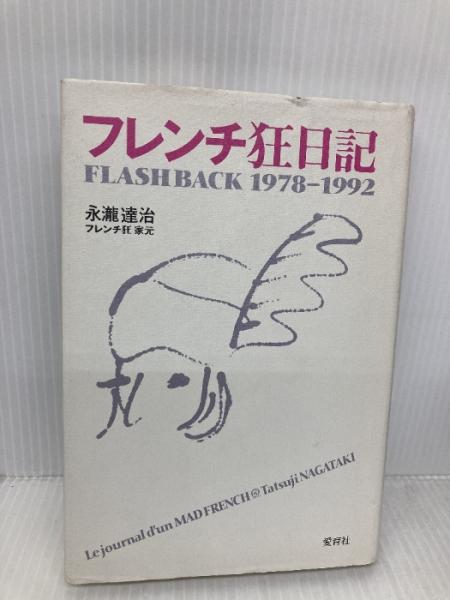 フレンチ狂日記
FLASH BACK 1978-1992
永瀧達治
フレンチ狂 家元
Le journal d'un MAD FRENCH Tatsuji NAGATAKI
愛育社